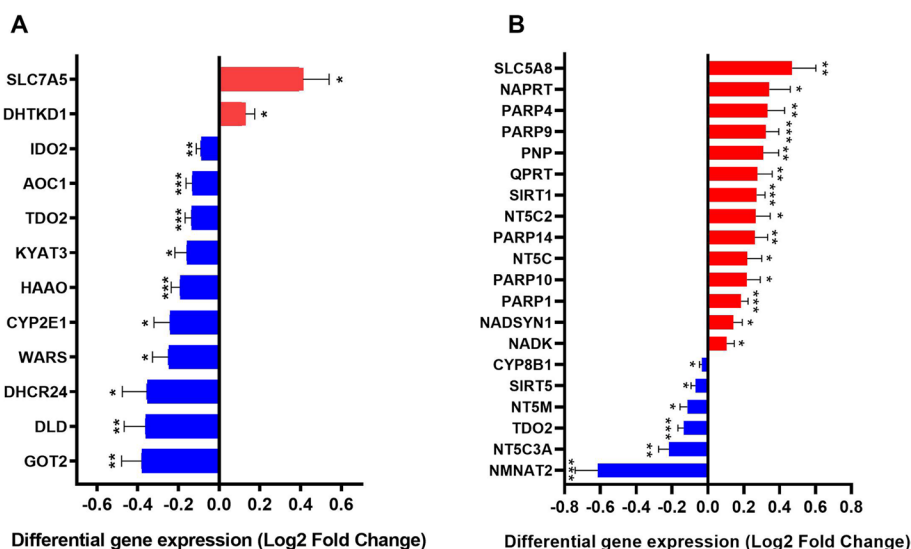 A
SLC7A5
*
DHTKD1
*
IDO2
**
AOC1
***
TDO2
***
KYAT3
*
HAAO
***
CYP2E1
*
WARS
*
DHCR24
*
DLD
**
GOT2
**
-0.6 -0.4 -0.2 0.0 0.2 0.4 0.6
Differential gene expression (Log2 Fold Change)
B
SLC5A8
**
NAPRT
*
PARP4
**
PARP9
***
PNP
**
QPRT
**
SIRT1
***
NT5C2
*
PARP14
**
NT5C
*
PARP10
*
PARP1
***
NADSYN1
*
NADK
*
CYP8B1
*
SIRT5
*
NT5M
*
TDO2
***
NT5C3A
**
NMNAT2
***
-0.8 -0.6 -0.4 -0.2 0.0 0.2 0.4 0.6 0.8
Differential gene expression (Log2 Fold Change)